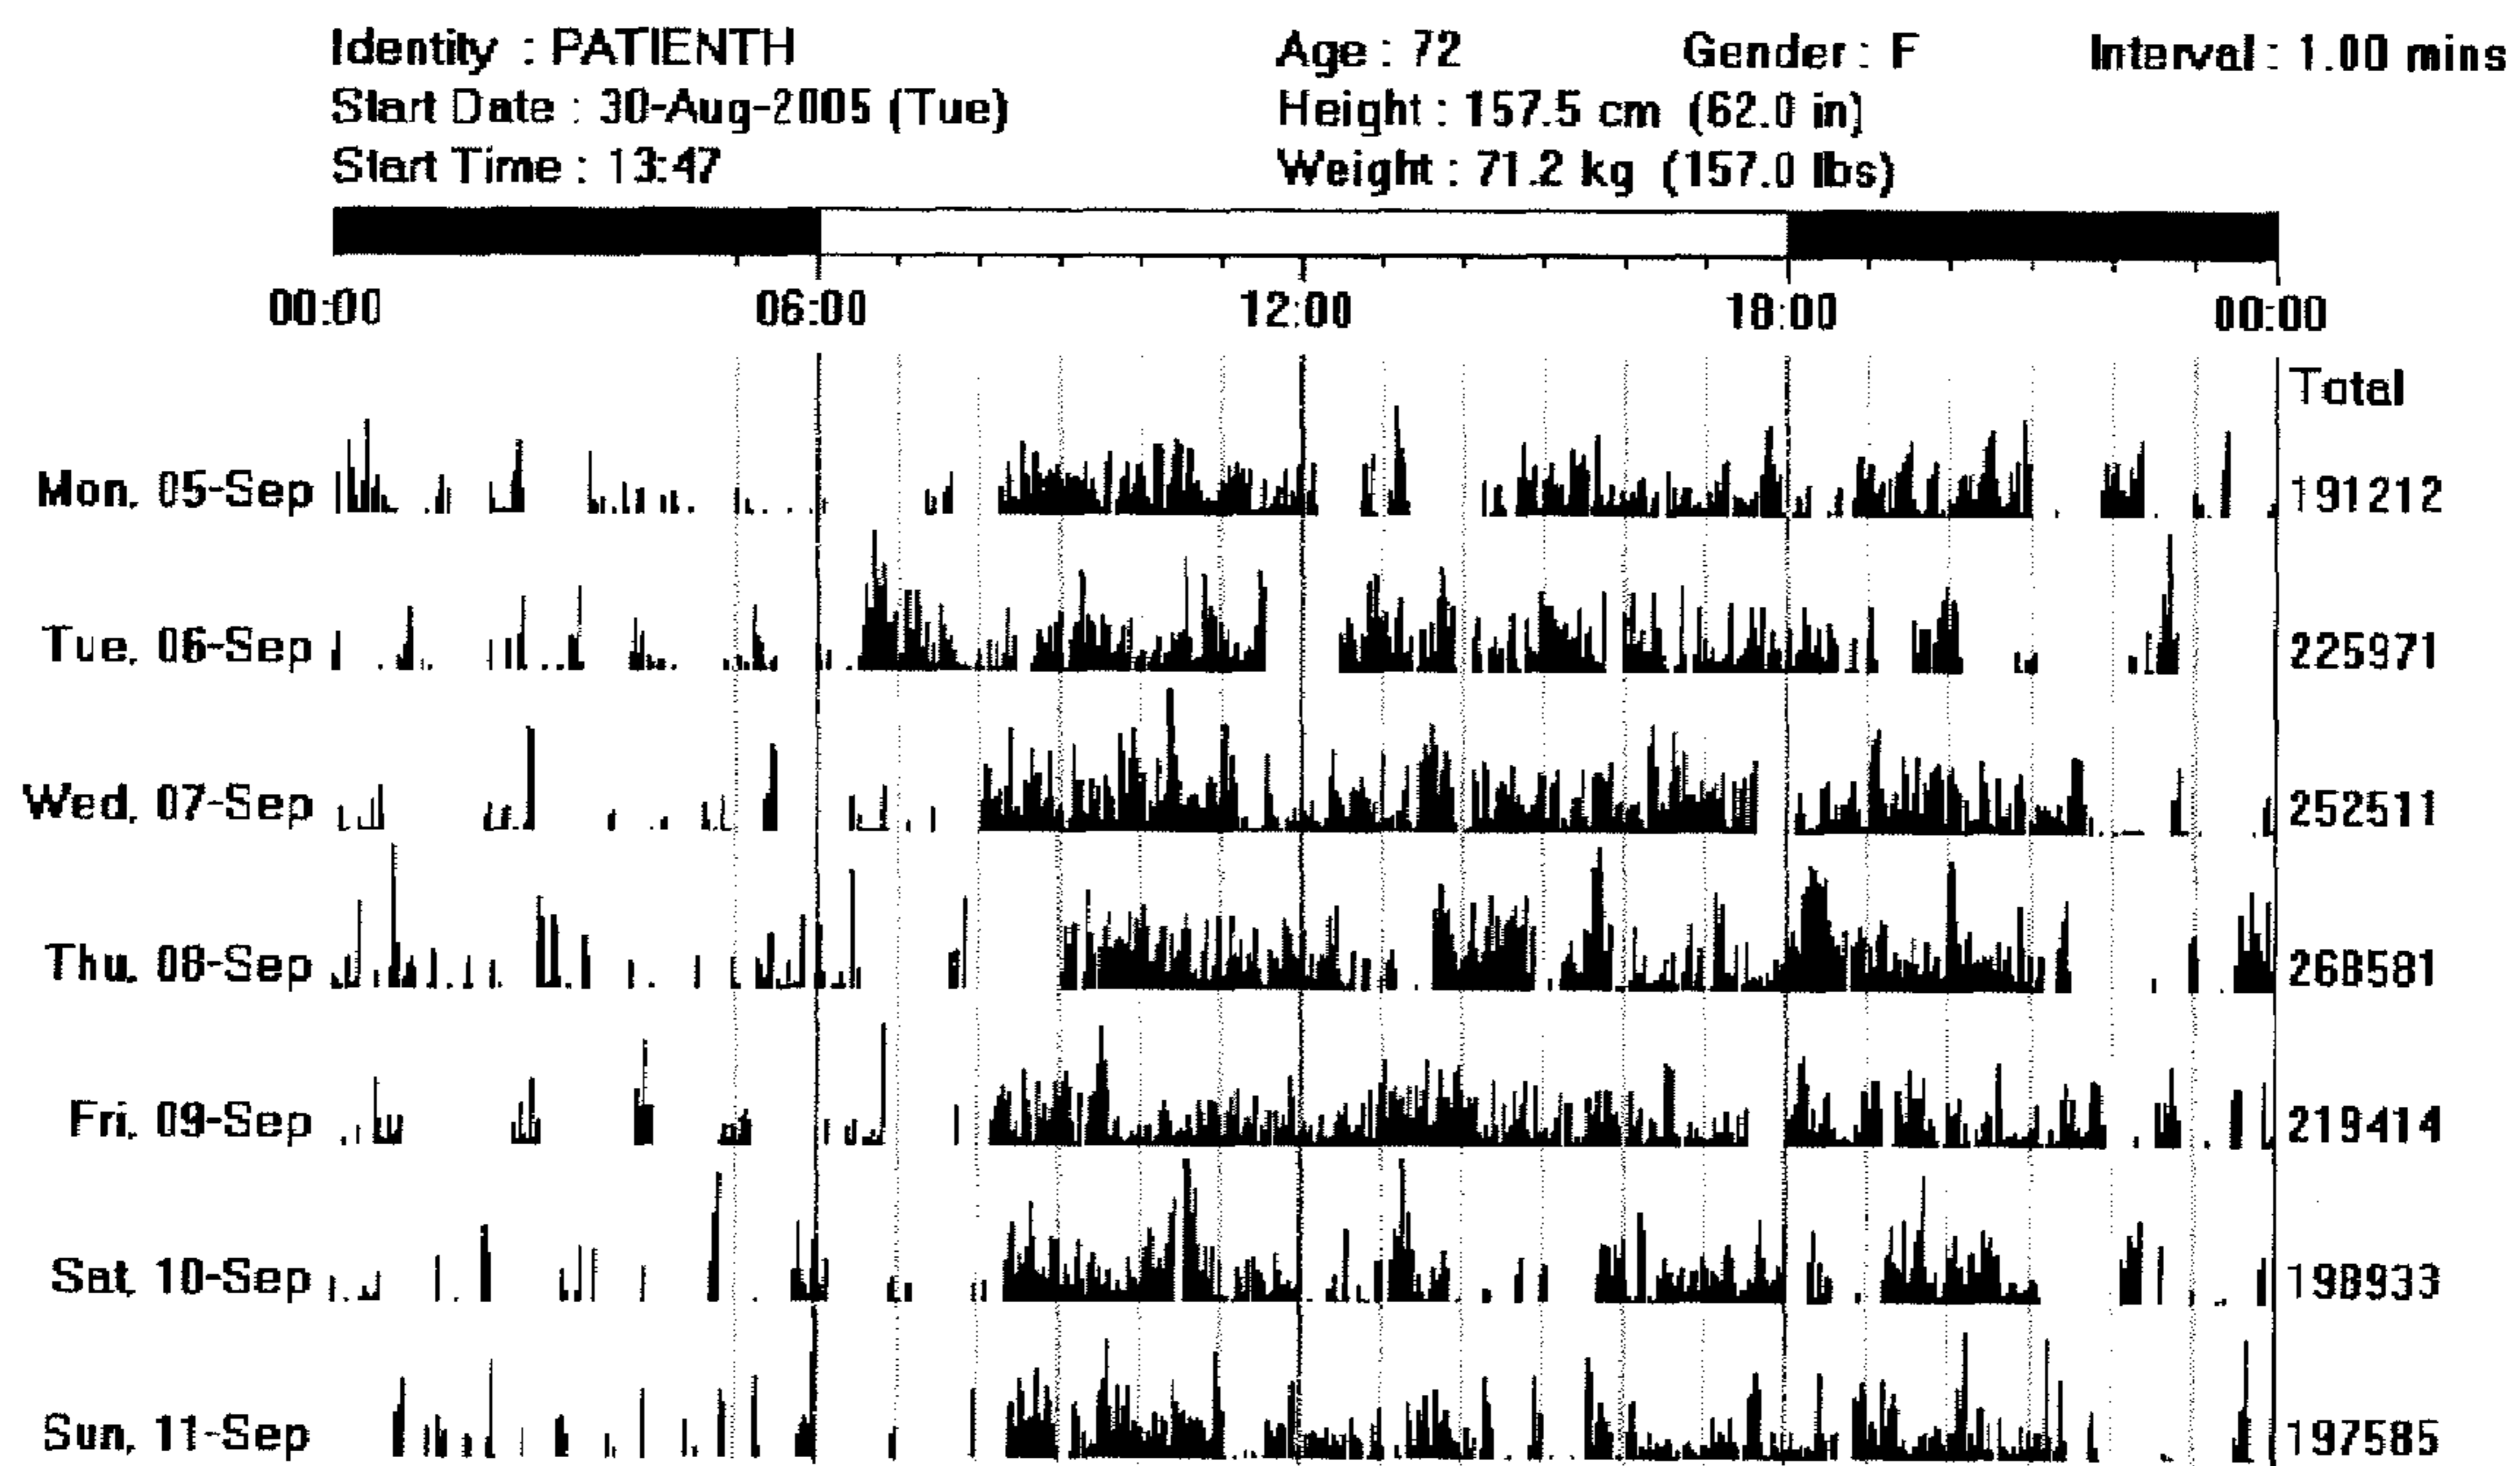 Identity : PATIENTH Age : 72 Gender : F Interval : 1.00 mins
Start Date : 30-Aug-2005 (Tue) Height : 157.5 cm (62.0 in)
Start Time : 13:47 Weight : 71.2 kg (157.0 lbs)
00:00 06:00 12:00 18:00 00:00
Total
Mon, 05-Sep 191212
Tue, 06-Sep 225971
Wed, 07-Sep 252511
Thu, 08-Sep 268581
Fri, 09-Sep 219414
Sat, 10-Sep 198933
Sun, 11-Sep 197585